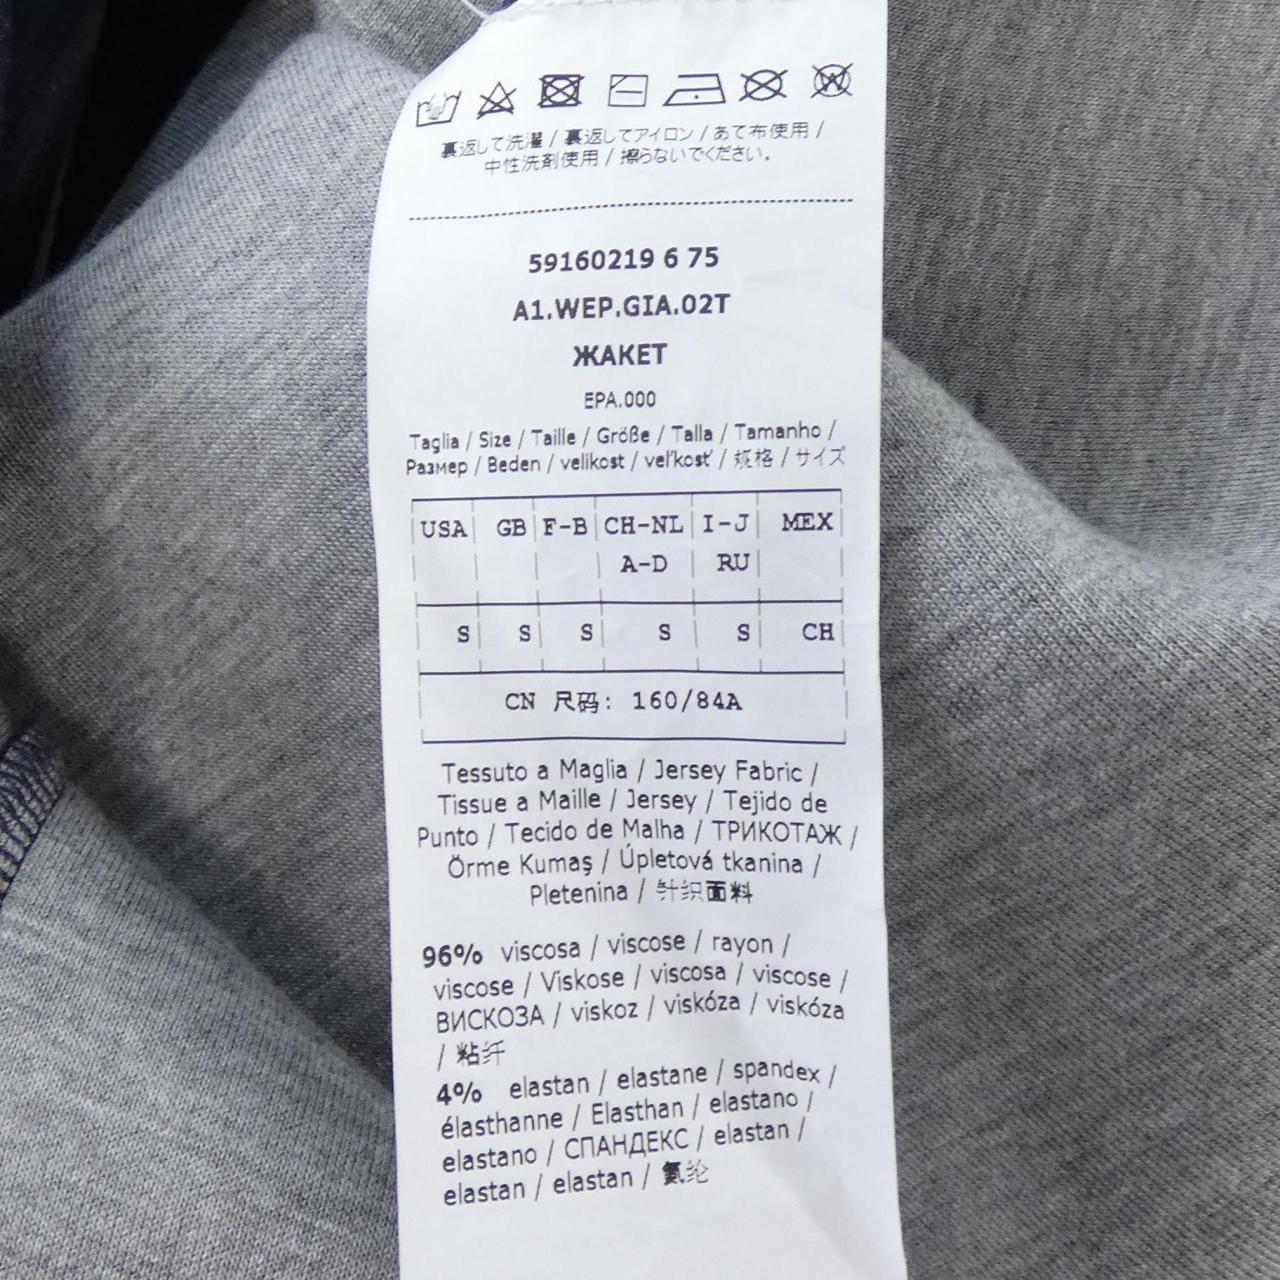 裏返して洗濯 / 裏返してアイロン / あて布使用 /
中性洗剤使用 / 擦らないでください。
59160219 6 75
A1.WEP.GIA.02T
ЖАКЕТ
EPA.000
Taglia / Size / Taille / Größe / Talla / Tamanho /
Размер / Beden / velikost / veľkosť / 规格 / サイズ
USA GB F-B CH-NL I-J MEX
A-D RU
S S S S S CH
CN 尺码: 160/84A
Tessuto a Maglia / Jersey Fabric /
Tissue a Maille / Jersey / Tejido de
Punto / Tecido de Malha / ТРИКОТАЖ /
Örme Kumaş / Úpletová tkanina /
Pletenina / 针织面料
96% viscosa / viscose / rayon /
viscose / Viskose / viscosa / viscose /
ВИСКОЗА / viskoz / viskóza / viskóza
/ 粘纤
4% elastan / elastane / spandex /
élasthanne / Elasthan / elastano /
elastano / СПАНДЕКС / elastan /
elastan / elastan / 氨纶